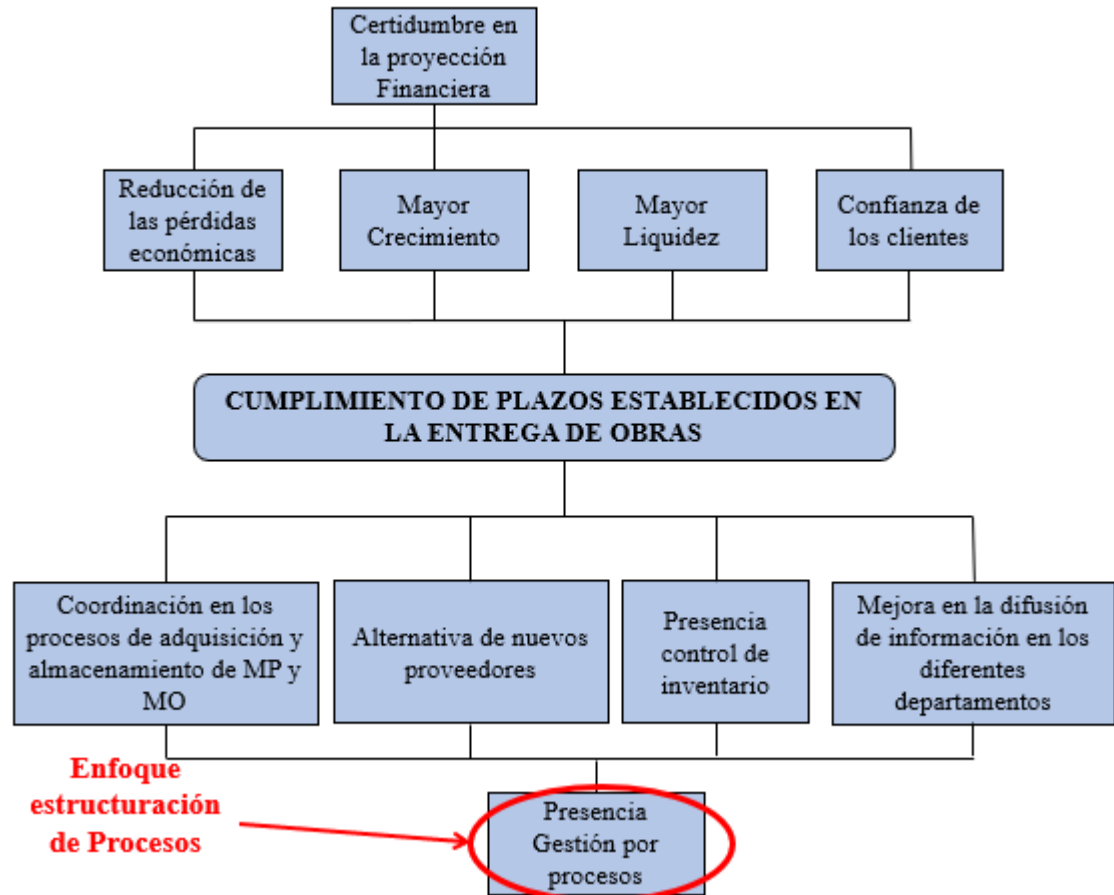 Certidumbre en
la proyección
Financiera
Reducción de
las pérdidas
económicas
Mayor
Crecimiento
Mayor
Liquidez
Confianza de
los clientes
CUMPLIMIENTO DE PLAZOS ESTABLECIDOS EN
LA ENTREGA DE OBRAS
Coordinación en los
procesos de adquisición y
almacenamiento de MP y
MO
Alternativa de nuevos
proveedores
Presencia
control de
inventario
Mejora en la difusión
de información en los
diferentes
departamentos
Enfoque
estructuración
de Procesos
Presencia
Gestión por
procesos